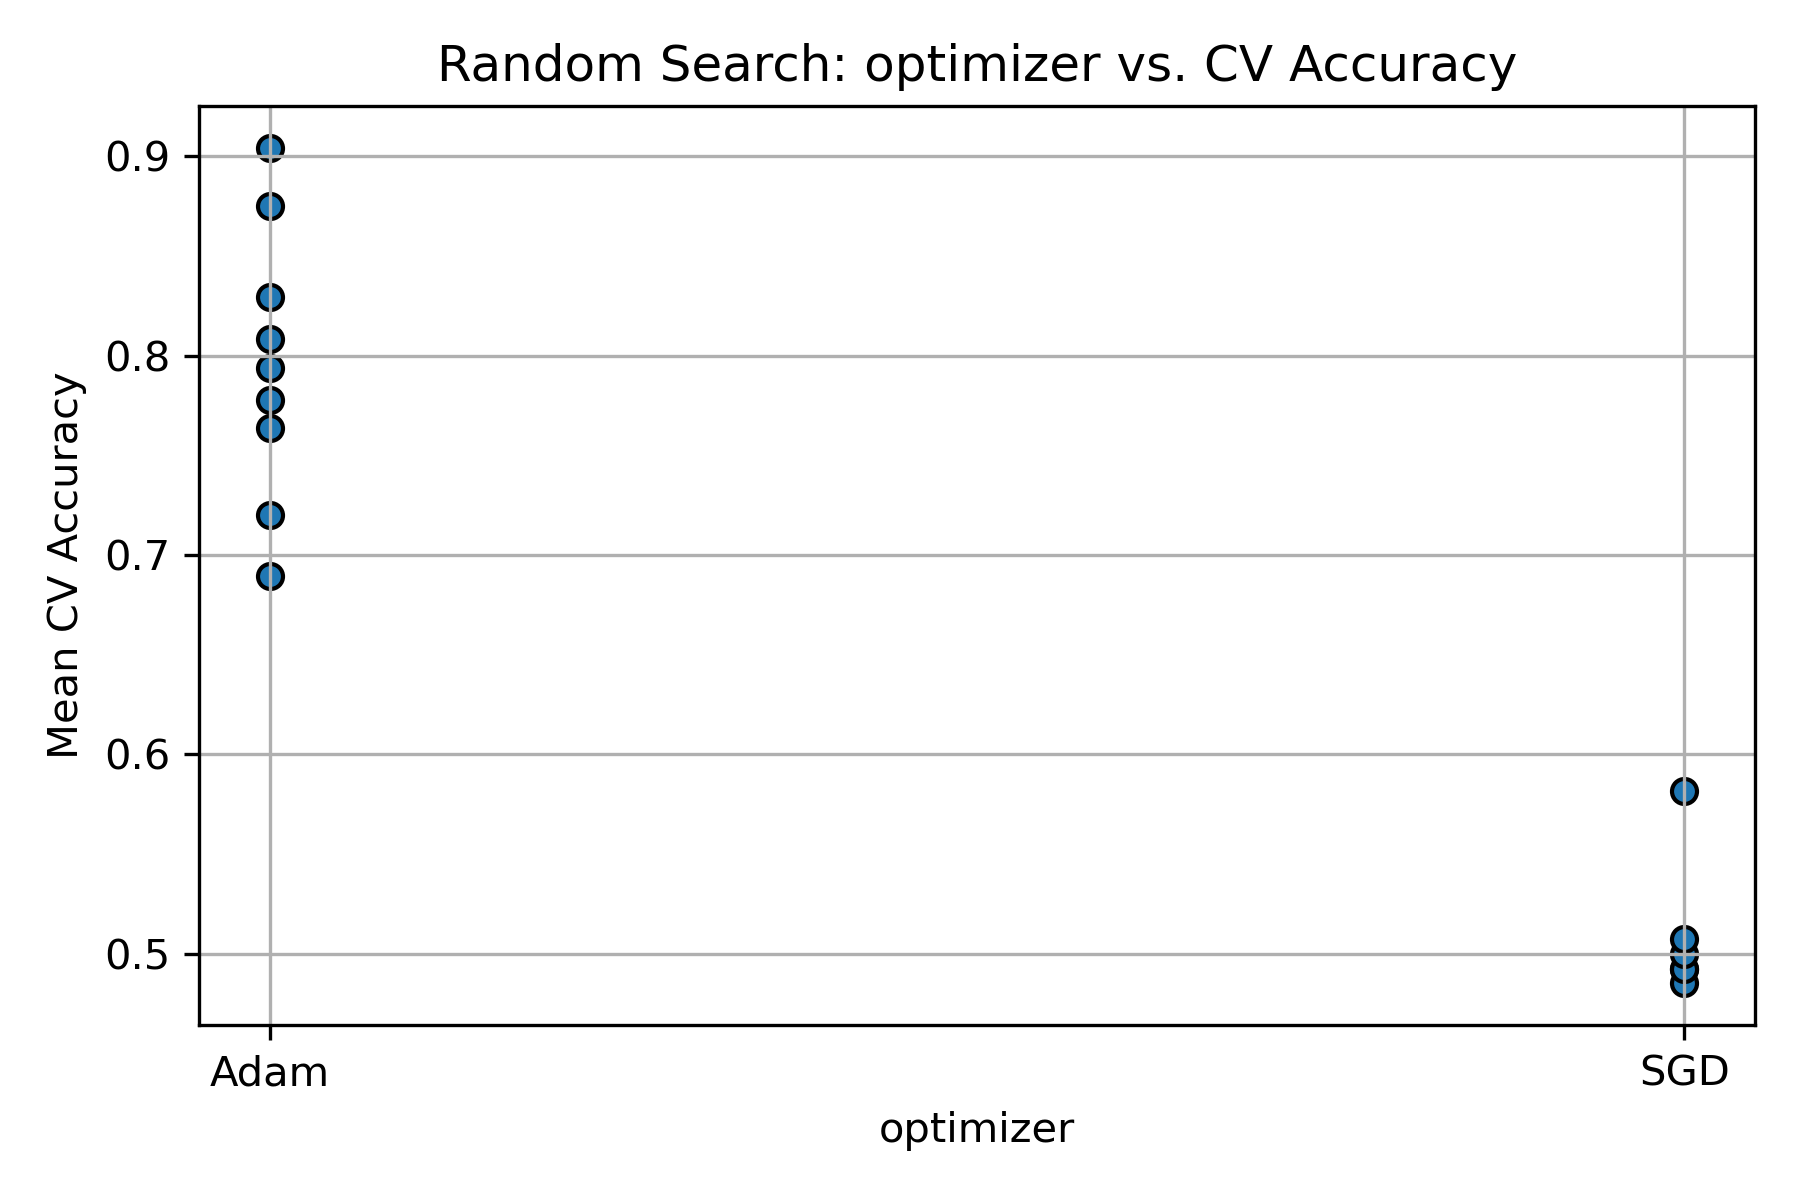 Random Search: optimizer vs. CV Accuracy
0.9
0.8
0.7
0.6
0.5
Mean CV Accuracy
Adam
SGD
optimizer